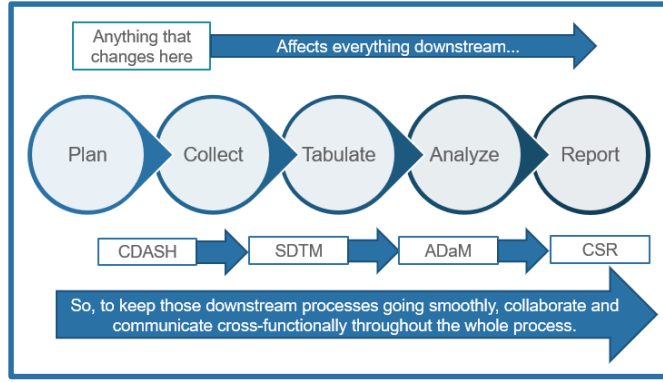 Anything that
changes here
Affects everything downstream...
Plan
Collect
Tabulate
Analyze
Report
CDASH
SDTM
ADaM
CSR
So, to keep those downstream processes going smoothly, collaborate and
communicate cross-functionally throughout the whole process.